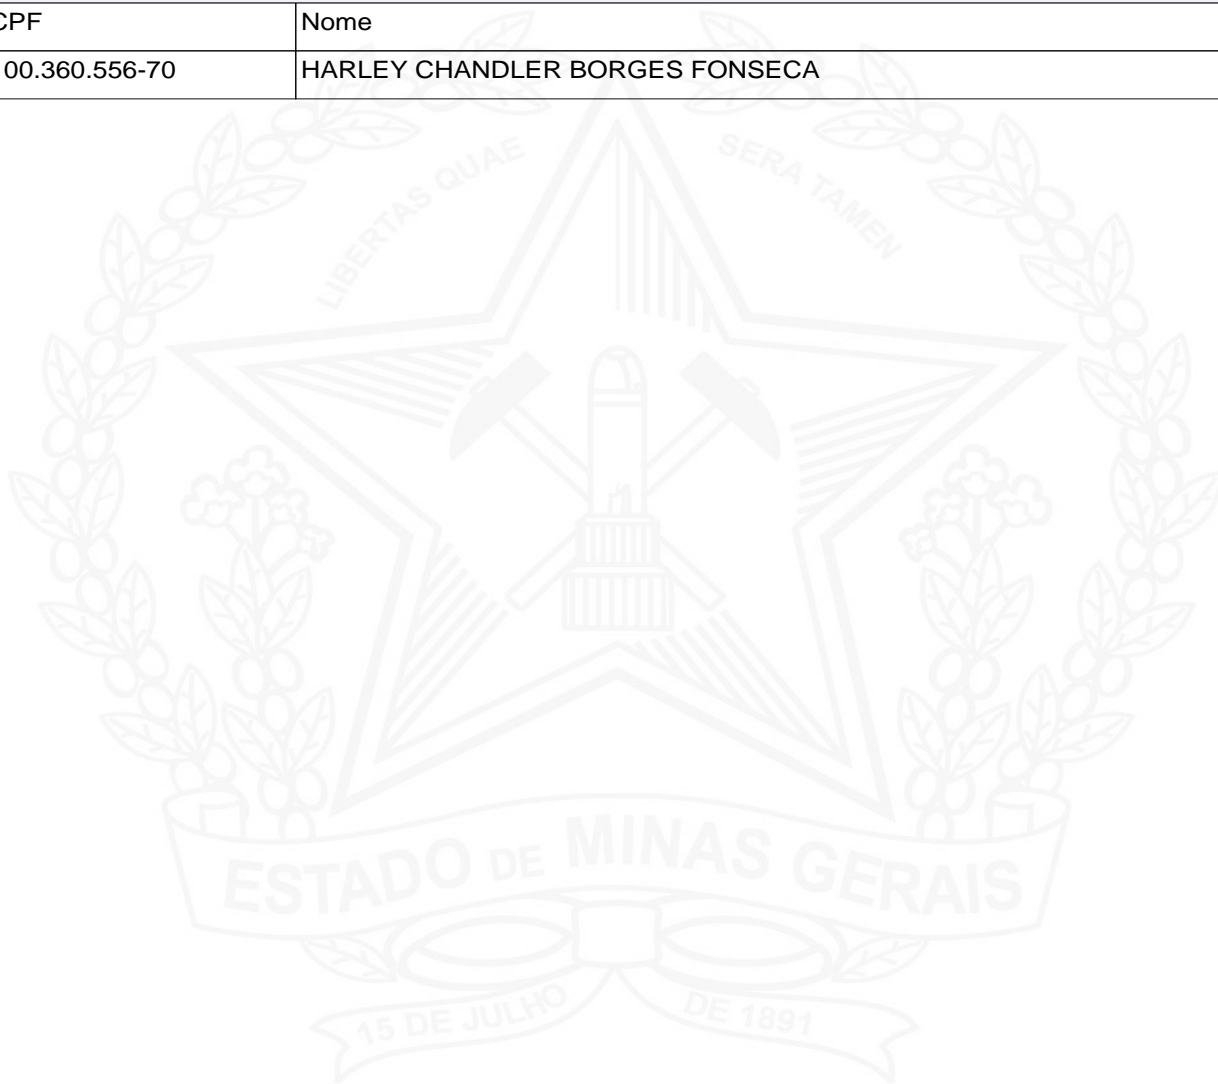 CPF Nome
00.360.556-70 HARLEY CHANDLER BORGES FONSECA
LIBERTAS QUAE SERA TAMEN
ESTADO DE MINAS GERAIS
15 DE JULHO DE 1891